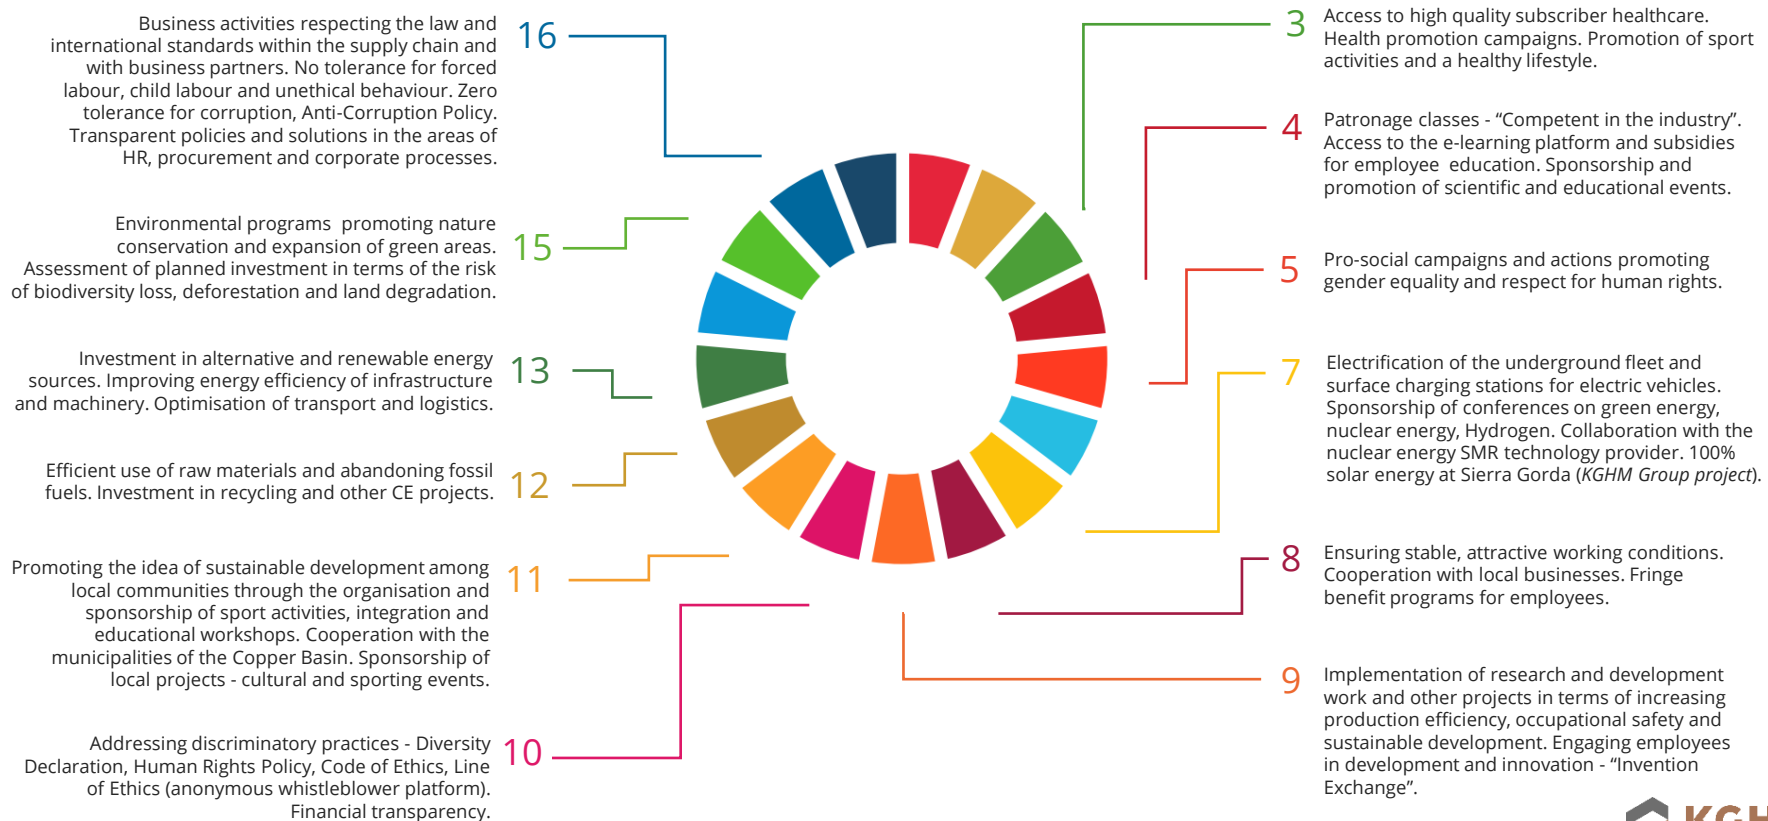 16
Business activities respecting the law and
international standards within the supply chain and
with business partners. No tolerance for forced
labour, child labour and unethical behaviour. Zero
tolerance for corruption, Anti-Corruption Policy.
Transparent policies and solutions in the areas of
HR, procurement and corporate processes.
15
Environmental programs promoting nature
conservation and expansion of green areas.
Assessment of planned investment in terms of the risk
of biodiversity loss, deforestation and land degradation.
13
Investment in alternative and renewable energy
sources. Improving energy efficiency of infrastructure
and machinery. Optimisation of transport and logistics.
12
Efficient use of raw materials and abandoning fossil
fuels. Investment in recycling and other CE projects.
11
Promoting the idea of sustainable development among
local communities through the organisation and
sponsorship of sport activities, integration and
educational workshops. Cooperation with the
municipalities of the Copper Basin. Sponsorship of
local projects - cultural and sporting events.
10
Addressing discriminatory practices - Diversity
Declaration, Human Rights Policy, Code of Ethics, Line
of Ethics (anonymous whistleblower platform).
Financial transparency.
3
Access to high quality subscriber healthcare.
Health promotion campaigns. Promotion of sport
activities and a healthy lifestyle.
4
Patronage classes - “Competent in the industry”.
Access to the e-learning platform and subsidies
for employee education. Sponsorship and
promotion of scientific and educational events.
5
Pro-social campaigns and actions promoting
gender equality and respect for human rights.
7
Electrification of the underground fleet and
surface charging stations for electric vehicles.
Sponsorship of conferences on green energy,
nuclear energy, Hydrogen. Collaboration with the
nuclear energy SMR technology provider. 100%
solar energy at Sierra Gorda (KGHM Group project).
8
Ensuring stable, attractive working conditions.
Cooperation with local businesses. Fringe
benefit programs for employees.
9
Implementation of research and development
work and other projects in terms of increasing
production efficiency, occupational safety and
sustainable development. Engaging employees
in development and innovation - “Invention
Exchange”.